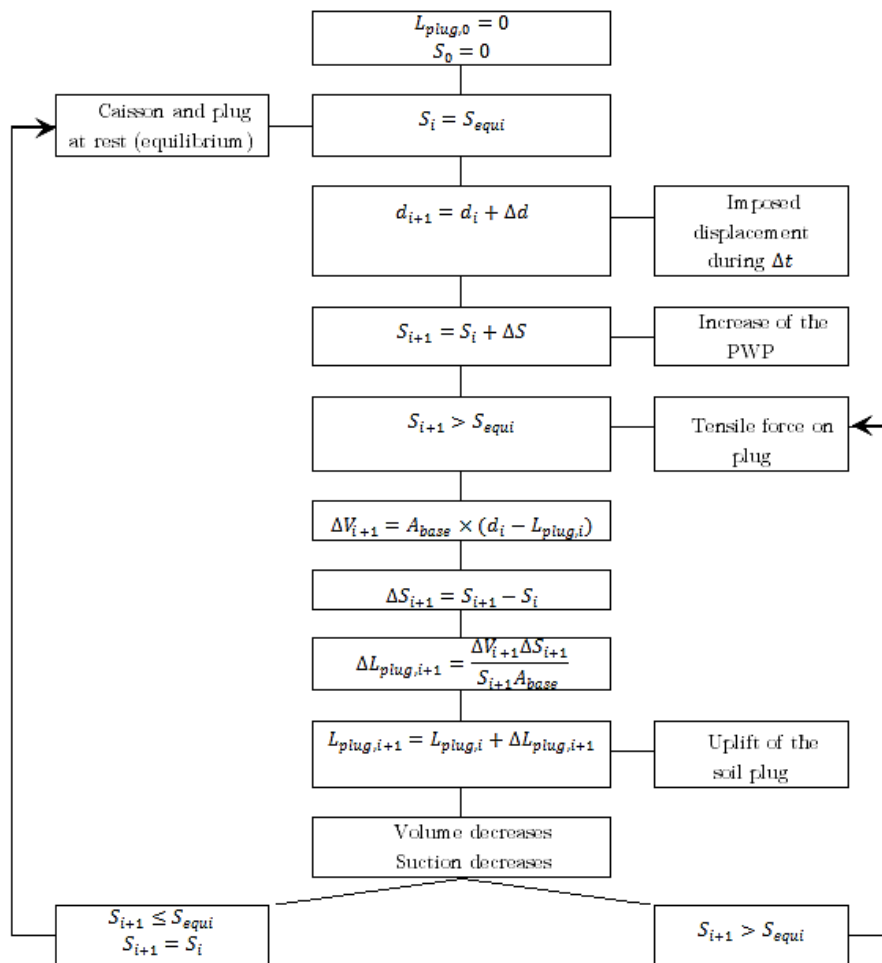 L_{plug,0} = 0
S_0 = 0
Caisson and plug
at rest (equilibrium)
S_i = S_{equi}
d_{i+1} = d_i + Δd
Imposed
displacement
during Δt
S_{i+1} = S_i + ΔS
Increase of the
PWP
S_{i+1} > S_{equi}
Tensile force on
plug
ΔV_{i+1} = A_{base} × (d_i − L_{plug,i})
ΔS_{i+1} = S_{i+1} − S_i
ΔL_{plug,i+1} = \frac{ΔV_{i+1}ΔS_{i+1}}{S_{i+1}A_{base}}
L_{plug,i+1} = L_{plug,i} + ΔL_{plug,i+1}
Uplift of the
soil plug
Volume decreases
Suction decreases
S_{i+1} ≤ S_{equi}
S_{i+1} = S_i
S_{i+1} > S_{equi}